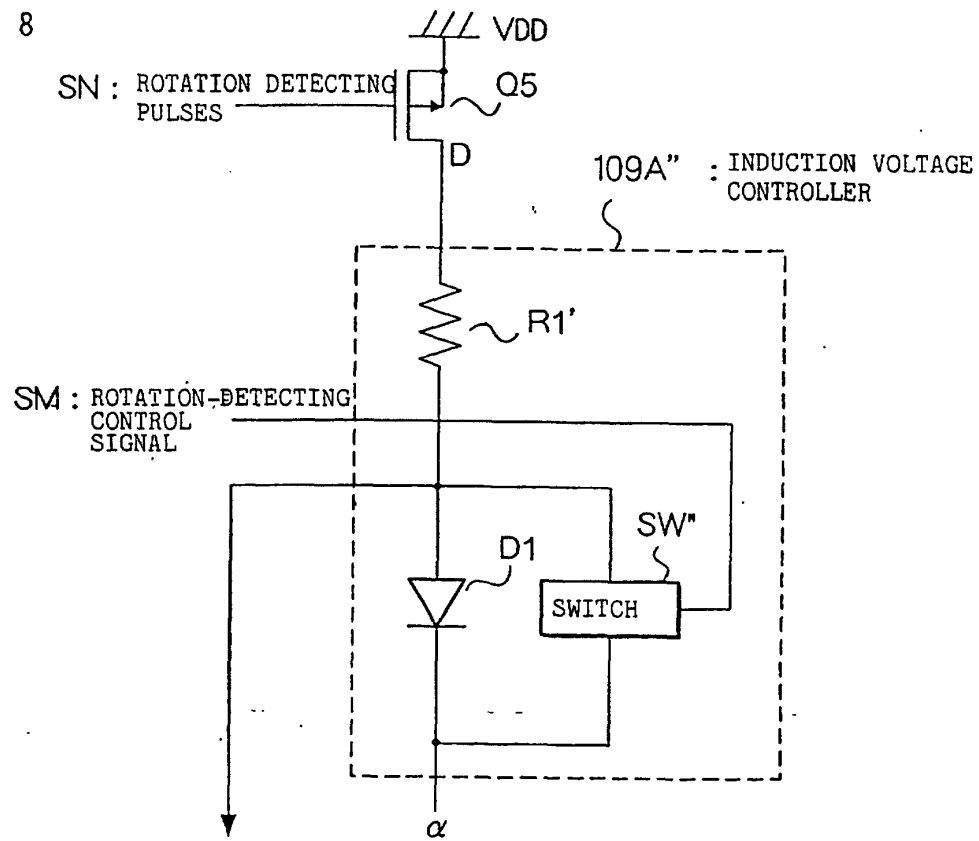 8
VDD
SN : ROTATION DETECTING
PULSES
Q5
D
109A" : INDUCTION VOLTAGE
CONTROLLER
R1'
SM : ROTATION-DETECTING
CONTROL
SIGNAL
SW"
D1
SWITCH
α